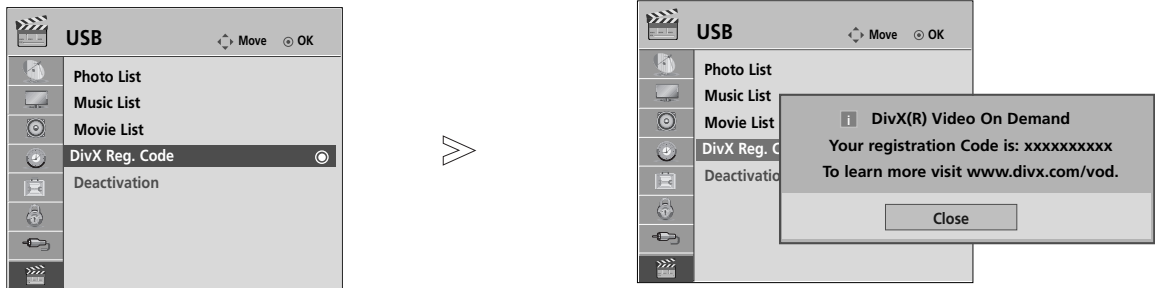 USB
Move
OK
Photo List
Music List
Movie List
DivX Reg. Code
Deactivation
USB
Move
OK
Photo List
Music List
Movie List
DivX Reg. C
Deactivatio
i
DivX(R) Video On Demand
Your registration Code is: xxxxxxxxxx
To learn more visit www.divx.com/vod.
Close